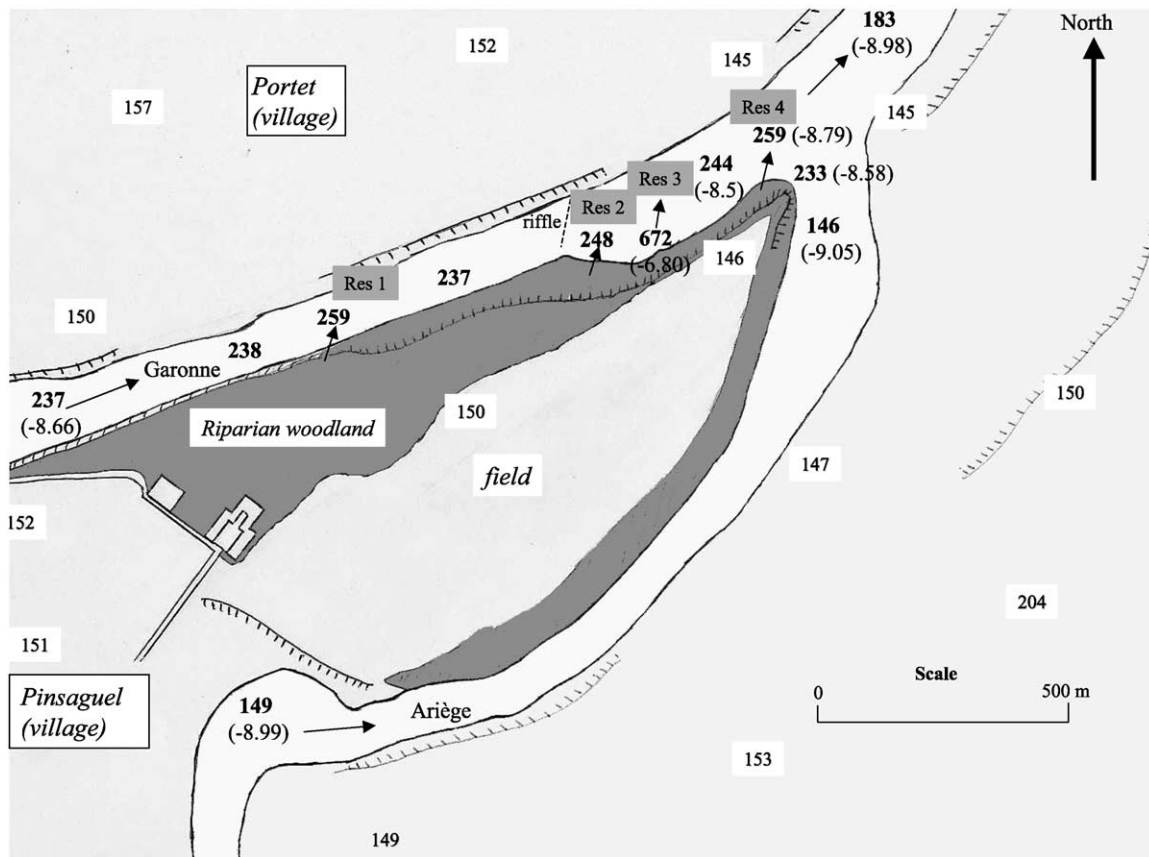 183
(-8.98)
North
152
145
Portet
(village)
157
Res 4
145
259 (-8.79)
244
(-8.5)
233 (-8.58)
Res 3
Res 2
riffle
248
672
(-6.80)
146
146
(-9.05)
Res 1
237
259
150
238
Garonne
237
(-8.66)
150
150
Riparian woodland
field
147
152
204
151
Scale
0
500 m
Pinsaguel
(village)
149
(-8.99)
Ariège
153
149